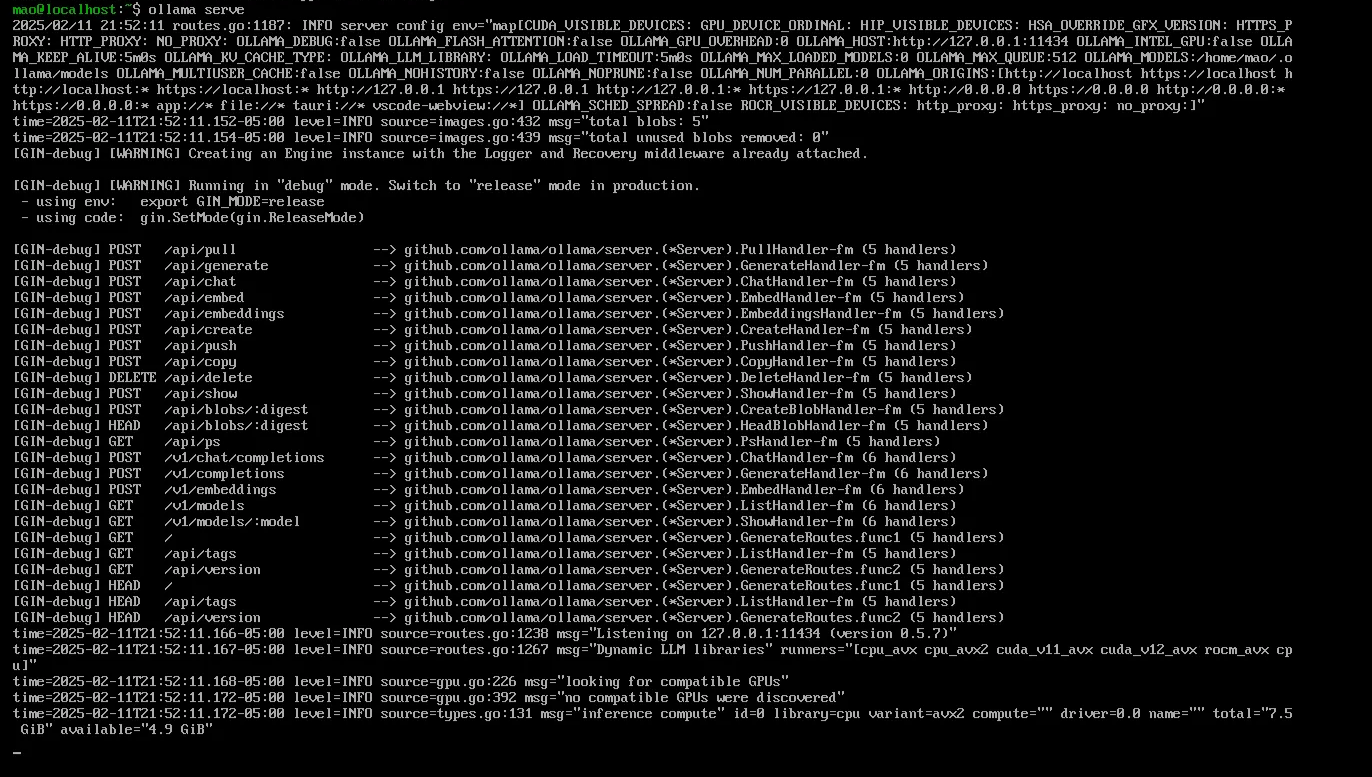 mao@localhost:~$ ollama serve
2025/02/11 21:52:11 routes.go:1187: INFO server config env="map[CUDA_VISIBLE_DEVICES: GPU_DEVICE_ORDINAL: HIP_VISIBLE_DEVICES: HSA_OVERRIDE_GFX_VERSION: HTTPS_P
ROXY: HTTP_PROXY: NO_PROXY: OLLAMA_DEBUG:false OLLAMA_FLASH_ATTENTION:false OLLAMA_GPU_OVERHEAD:0 OLLAMA_HOST:http://127.0.0.1:11434 OLLAMA_INTEL_GPU:false OLLA
MA_KEEP_ALIVE:5m0s OLLAMA_KV_CACHE_TYPE: OLLAMA_LLM_LIBRARY: OLLAMA_LOAD_TIMEOUT:5m0s OLLAMA_MAX_LOADED_MODELS:0 OLLAMA_MAX_QUEUE:512 OLLAMA_MODELS:/home/mao/.o
llama/models OLLAMA_MULTIUSER_CACHE:false OLLAMA_NOHISTORY:false OLLAMA_NOPRUNE:false OLLAMA_NUM_PARALLEL:0 OLLAMA_ORIGINS:[http://localhost https://localhost h
ttp://localhost:* https://localhost:* http://127.0.0.1 https://127.0.0.1 http://127.0.0.1:* https://127.0.0.1:* http://0.0.0.0 https://0.0.0.0 http://0.0.0.0:*
https://0.0.0.0:* app://* file://* tauri://* vscode-webview://*] OLLAMA_SCHED_SPREAD:false ROCR_VISIBLE_DEVICES: http_proxy: https_proxy: no_proxy:]"
time=2025-02-11T21:52:11.152-05:00 level=INFO source=images.go:432 msg="total blobs: 5"
time=2025-02-11T21:52:11.154-05:00 level=INFO source=images.go:439 msg="total unused blobs removed: 0"
[GIN-debug] [WARNING] Creating an Engine instance with the Logger and Recovery middleware already attached.
[GIN-debug] [WARNING] Running in "debug" mode. Switch to "release" mode in production.
 - using env:   export GIN_MODE=release
 - using code:  gin.SetMode(gin.ReleaseMode)
[GIN-debug] POST   /api/pull                 --> github.com/ollama/ollama/server.(*Server).PullHandler-fm (5 handlers)
[GIN-debug] POST   /api/generate             --> github.com/ollama/ollama/server.(*Server).GenerateHandler-fm (5 handlers)
[GIN-debug] POST   /api/chat                 --> github.com/ollama/ollama/server.(*Server).ChatHandler-fm (5 handlers)
[GIN-debug] POST   /api/embed                --> github.com/ollama/ollama/server.(*Server).EmbedHandler-fm (5 handlers)
[GIN-debug] POST   /api/embeddings           --> github.com/ollama/ollama/server.(*Server).EmbeddingsHandler-fm (5 handlers)
[GIN-debug] POST   /api/create               --> github.com/ollama/ollama/server.(*Server).CreateHandler-fm (5 handlers)
[GIN-debug] POST   /api/push                 --> github.com/ollama/ollama/server.(*Server).PushHandler-fm (5 handlers)
[GIN-debug] POST   /api/copy                 --> github.com/ollama/ollama/server.(*Server).CopyHandler-fm (5 handlers)
[GIN-debug] DELETE /api/delete               --> github.com/ollama/ollama/server.(*Server).DeleteHandler-fm (5 handlers)
[GIN-debug] POST   /api/show                 --> github.com/ollama/ollama/server.(*Server).ShowHandler-fm (5 handlers)
[GIN-debug] POST   /api/blobs/:digest        --> github.com/ollama/ollama/server.(*Server).CreateBlobHandler-fm (5 handlers)
[GIN-debug] HEAD   /api/blobs/:digest        --> github.com/ollama/ollama/server.(*Server).HeadBlobHandler-fm (5 handlers)
[GIN-debug] GET    /api/ps                   --> github.com/ollama/ollama/server.(*Server).PsHandler-fm (5 handlers)
[GIN-debug] POST   /v1/chat/completions      --> github.com/ollama/ollama/server.(*Server).ChatHandler-fm (6 handlers)
[GIN-debug] POST   /v1/completions           --> github.com/ollama/ollama/server.(*Server).GenerateHandler-fm (6 handlers)
[GIN-debug] POST   /v1/embeddings            --> github.com/ollama/ollama/server.(*Server).EmbedHandler-fm (6 handlers)
[GIN-debug] GET    /v1/models                --> github.com/ollama/ollama/server.(*Server).ListHandler-fm (6 handlers)
[GIN-debug] GET    /v1/models/:model         --> github.com/ollama/ollama/server.(*Server).ShowHandler-fm (6 handlers)
[GIN-debug] GET    /                         --> github.com/ollama/ollama/server.(*Server).GenerateRoutes.func1 (5 handlers)
[GIN-debug] GET    /api/tags                 --> github.com/ollama/ollama/server.(*Server).ListHandler-fm (5 handlers)
[GIN-debug] GET    /api/version              --> github.com/ollama/ollama/server.(*Server).GenerateRoutes.func2 (5 handlers)
[GIN-debug] HEAD   /                         --> github.com/ollama/ollama/server.(*Server).GenerateRoutes.func1 (5 handlers)
[GIN-debug] HEAD   /api/tags                 --> github.com/ollama/ollama/server.(*Server).ListHandler-fm (5 handlers)
[GIN-debug] HEAD   /api/version              --> github.com/ollama/ollama/server.(*Server).GenerateRoutes.func2 (5 handlers)
time=2025-02-11T21:52:11.166-05:00 level=INFO source=routes.go:1238 msg="Listening on 127.0.0.1:11434 (version 0.5.7)"
time=2025-02-11T21:52:11.167-05:00 level=INFO source=routes.go:1267 msg="Dynamic LLM libraries" runners="[cpu_avx cpu_avx2 cuda_v11_avx cuda_v12_avx rocm_avx cp
u]"
time=2025-02-11T21:52:11.168-05:00 level=INFO source=gpu.go:226 msg="looking for compatible GPUs"
time=2025-02-11T21:52:11.172-05:00 level=INFO source=gpu.go:392 msg="no compatible GPUs were discovered"
time=2025-02-11T21:52:11.172-05:00 level=INFO source=types.go:131 msg="inference compute" id=0 library=cpu variant=avx2 compute="" driver=0.0 name="" total="7.5
 GiB" available="4.9 GiB"